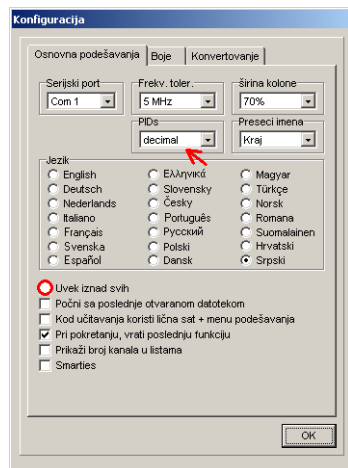 Konfiguracija
Osnovna podešavanja Boje Konvertovanje
Serijski port Frekv. toler. širina kolone
Com 1 5 MHz 70%
PIDs Preseci imena
decimal Kraj
Jezik
English Ελληνικά Magyar
Deutsch Slovensky Türkçe
Nederlands Česky Norsk
Italiano Português Romana
Français Русский Suomalainen
Svenska Polski Hrvatski
Español Dansk Srpski
Uvek iznad svih
Počni sa poslednje otvaranom datotekom
Kod učitavanja koristi lična sat + menu podešavanja
Pri pokretanju, vrati poslednju funkciju
Prikaži broj kanala u listama
Smarties
OK